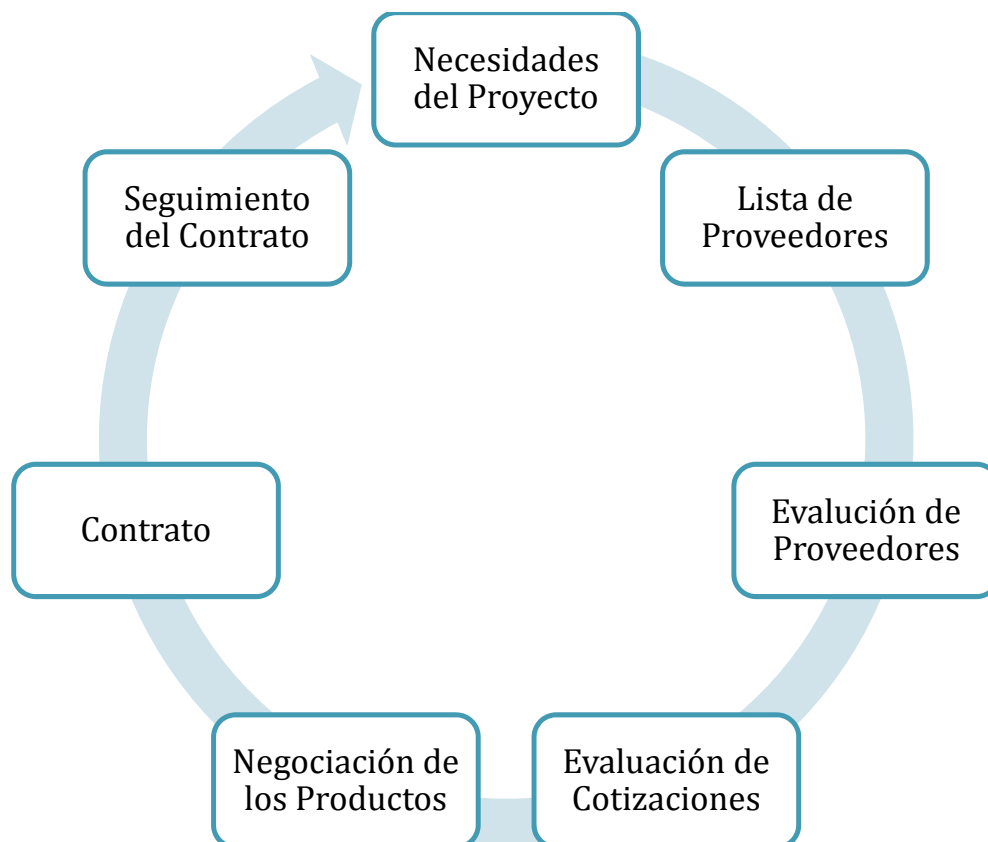 Necesidades
del Proyecto
Lista de
Proveedores
Evalución de
Proveedores
Evaluación de
Cotizaciones
Negociación de
los Productos
Contrato
Seguimiento
del Contrato